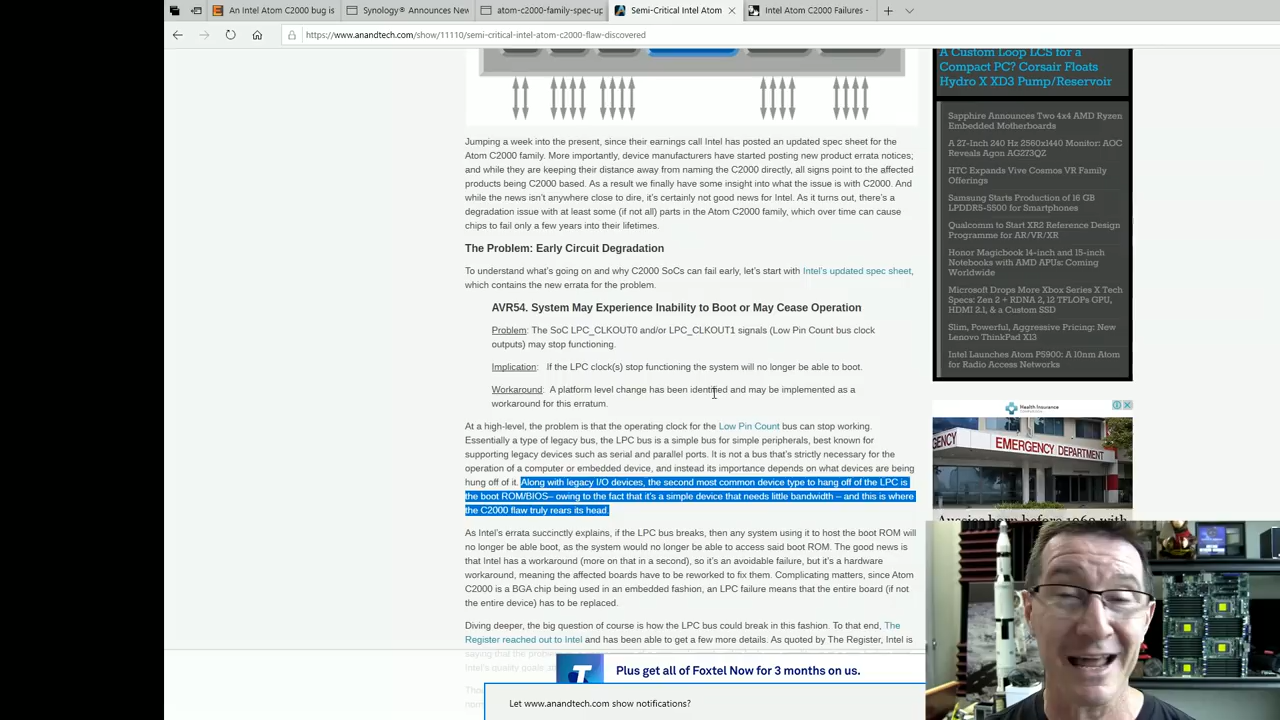 An Intel Atom C2000 bug is
Synology® Announces New
atom-c2000-family-spec-up
Semi-Critical Intel Atom
Intel Atom C2000 Failures -
https://www.anandtech.com/show/11110/semi-critical-intel-atom-c2000-flaw-discovered
Jumping a week into the present, since their earnings call Intel has posted an updated spec sheet for the
Atom C2000 family. More importantly, device manufacturers have started posting new product errata notices;
and while they are keeping their distance away from naming the C2000 directly, all signs point to the affected
products being C2000 based. As a result we finally have some insight into what the issue is with C2000. And
while the news isn't anywhere close to dire, it's certainly not good news for Intel. As it turns out, there's a
degradation issue with at least some (if not all) parts in the Atom C2000 family, which over time can cause
chips to fail only a few years into their lifetimes.
The Problem: Early Circuit Degradation
To understand what's going on and why C2000 SoCs can fail early, let's start with Intel's updated spec sheet,
which contains the new errata for the problem.
AVR54. System May Experience Inability to Boot or May Cease Operation
Problem: The SoC LPC_CLKOUT0 and/or LPC_CLKOUT1 signals (Low Pin Count bus clock
outputs) may stop functioning.
Implication: If the LPC clock(s) stop functioning the system will no longer be able to boot.
Workaround: A platform level change has been identified and may be implemented as a
workaround for this erratum.
At a high-level, the problem is that the operating clock for the Low Pin Count bus can stop working.
Essentially a type of legacy bus, the LPC bus is a simple bus for simple peripherals, best known for
supporting legacy devices such as serial and parallel ports. It is not a bus that's strictly necessary for the
operation of a computer or embedded device, and instead its importance depends on what devices are being
hung off of it. Along with legacy I/O devices, the second most common device type to hang off of the LPC is
the boot ROM/BIOS– owing to the fact that it's a simple device that needs little bandwidth – and this is where
the C2000 flaw truly rears its head.
As Intel's errata succinctly explains, if the LPC bus breaks, then any system using it to host the boot ROM will
no longer be able boot, as the system would no longer be able to access said boot ROM. The good news is
that Intel has a workaround (more on that in a second), so it's an avoidable failure, but it's a hardware
workaround, meaning the affected boards have to be reworked to fix them. Complicating matters, since Atom
C2000 is a BGA chip being used in an embedded fashion, an LPC failure means that the entire board (if not
the entire device) has to be replaced.
Diving deeper, the big question of course is how the LPC bus could break in this fashion. To that end, The
Register reached out to Intel and has been able to get a few more details. As quoted by The Register, Intel is
saying that the
Intel's quality goals
A Custom Loop LCS for a
Compact PC? Corsair Floats
Hydro X XD3 Pump/Reservoir
Sapphire Announces Two 4x4 AMD Ryzen
Embedded Motherboards
A 27-Inch 240 Hz 2560x1440 Monitor: AOC
Reveals Agon AG273QZ
HTC Expands Vive Cosmos VR Family
Offerings
Samsung Starts Production of 16 GB
LPDDR5-5500 for Smartphones
Qualcomm to Start XR2 Reference Design
Programme for AR/VR/XR
Honor Magicbook 14-inch and 15-inch
Notebooks with AMD APUs: Coming
Worldwide
Microsoft Drops More Xbox Series X Tech
Specs: Zen 2 + RDNA 2, 12 TFLOPs GPU,
HDMI 2.1, & a Custom SSD
Slim, Powerful, Aggressive Pricing: New
Lenovo ThinkPad X13
Intel Launches Atom P5900: A 10nm Atom
for Radio Access Networks
Health Insurance
EMERGENCY DEPARTMENT
Aussies born before 1969 with
Plus get all of Foxtel Now for 3 months on us.
Let www.anandtech.com show notifications?